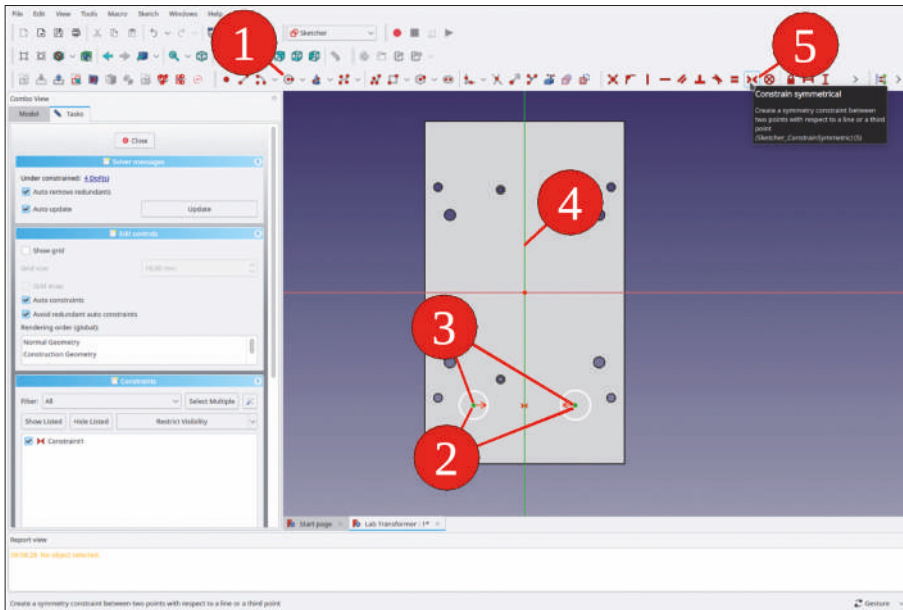 File Edit View Tools Macro Sketch Windows Help
Sketcher
1
5
Combo View
Model Tasks
Close
Solver messages
Under constrained: 4 DoF(s)
Auto remove redundants
Auto update Update
Edit controls
Show grid
Grid size 10,00 mm
Grid snap
Auto constraints
Avoid redundant auto constraints
Rendering order (global):
Normal Geometry
Construction Geometry
Constraints
Filter: All Select Multiple
Show Listed Hide Listed Restrict Visibility
Constraint1
Constrain symmetrical
Create a symmetry constraint between
two points with respect to a line or a third
point
(Sketcher_ConstrainSymmetric) (S)
4
3
2
Start page Lab Transformer : 1*
Report view
No object selected
Create a symmetry constraint between two points with respect to a line or a third point
Gesture